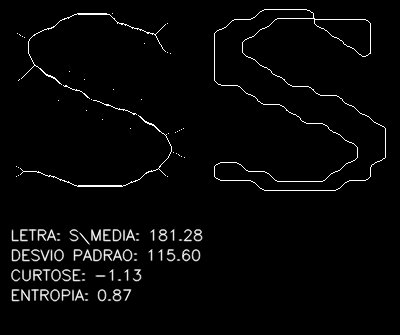 LETRA: S\MEDIA: 181.28
DESVIO PADRAO: 115.60
CURTOSE: -1.13
ENTROPIA: 0.87